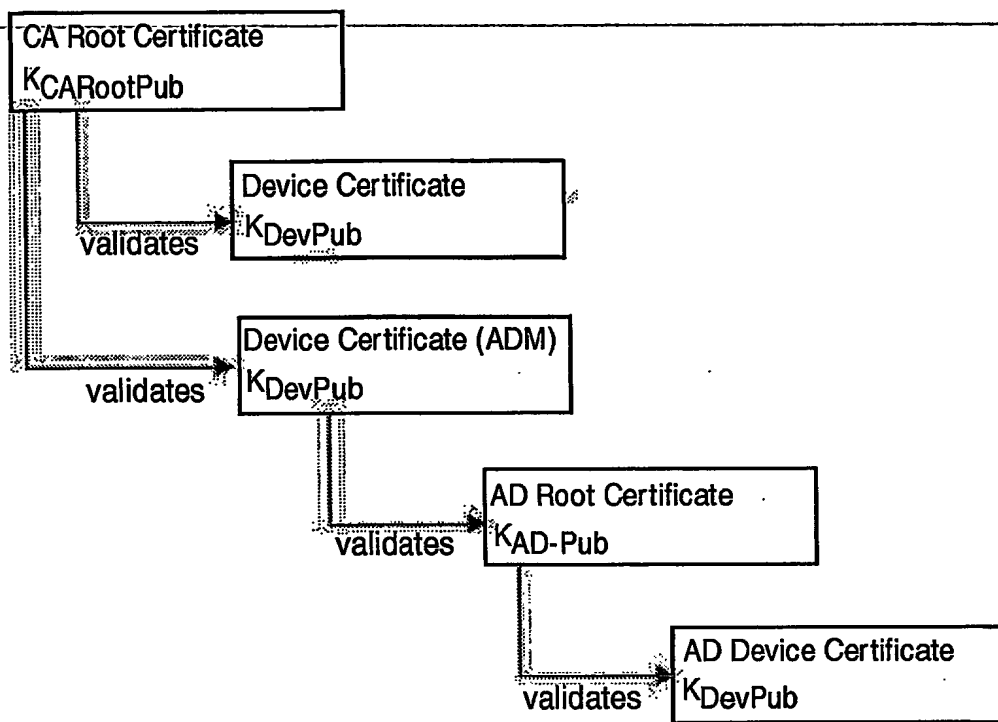 CA Root Certificate
KCARootPub
Device Certificate
KDevPub
validates
Device Certificate (ADM)
KDevPub
validates
AD Root Certificate
KAD-Pub
validates
AD Device Certificate
KDevPub
validates